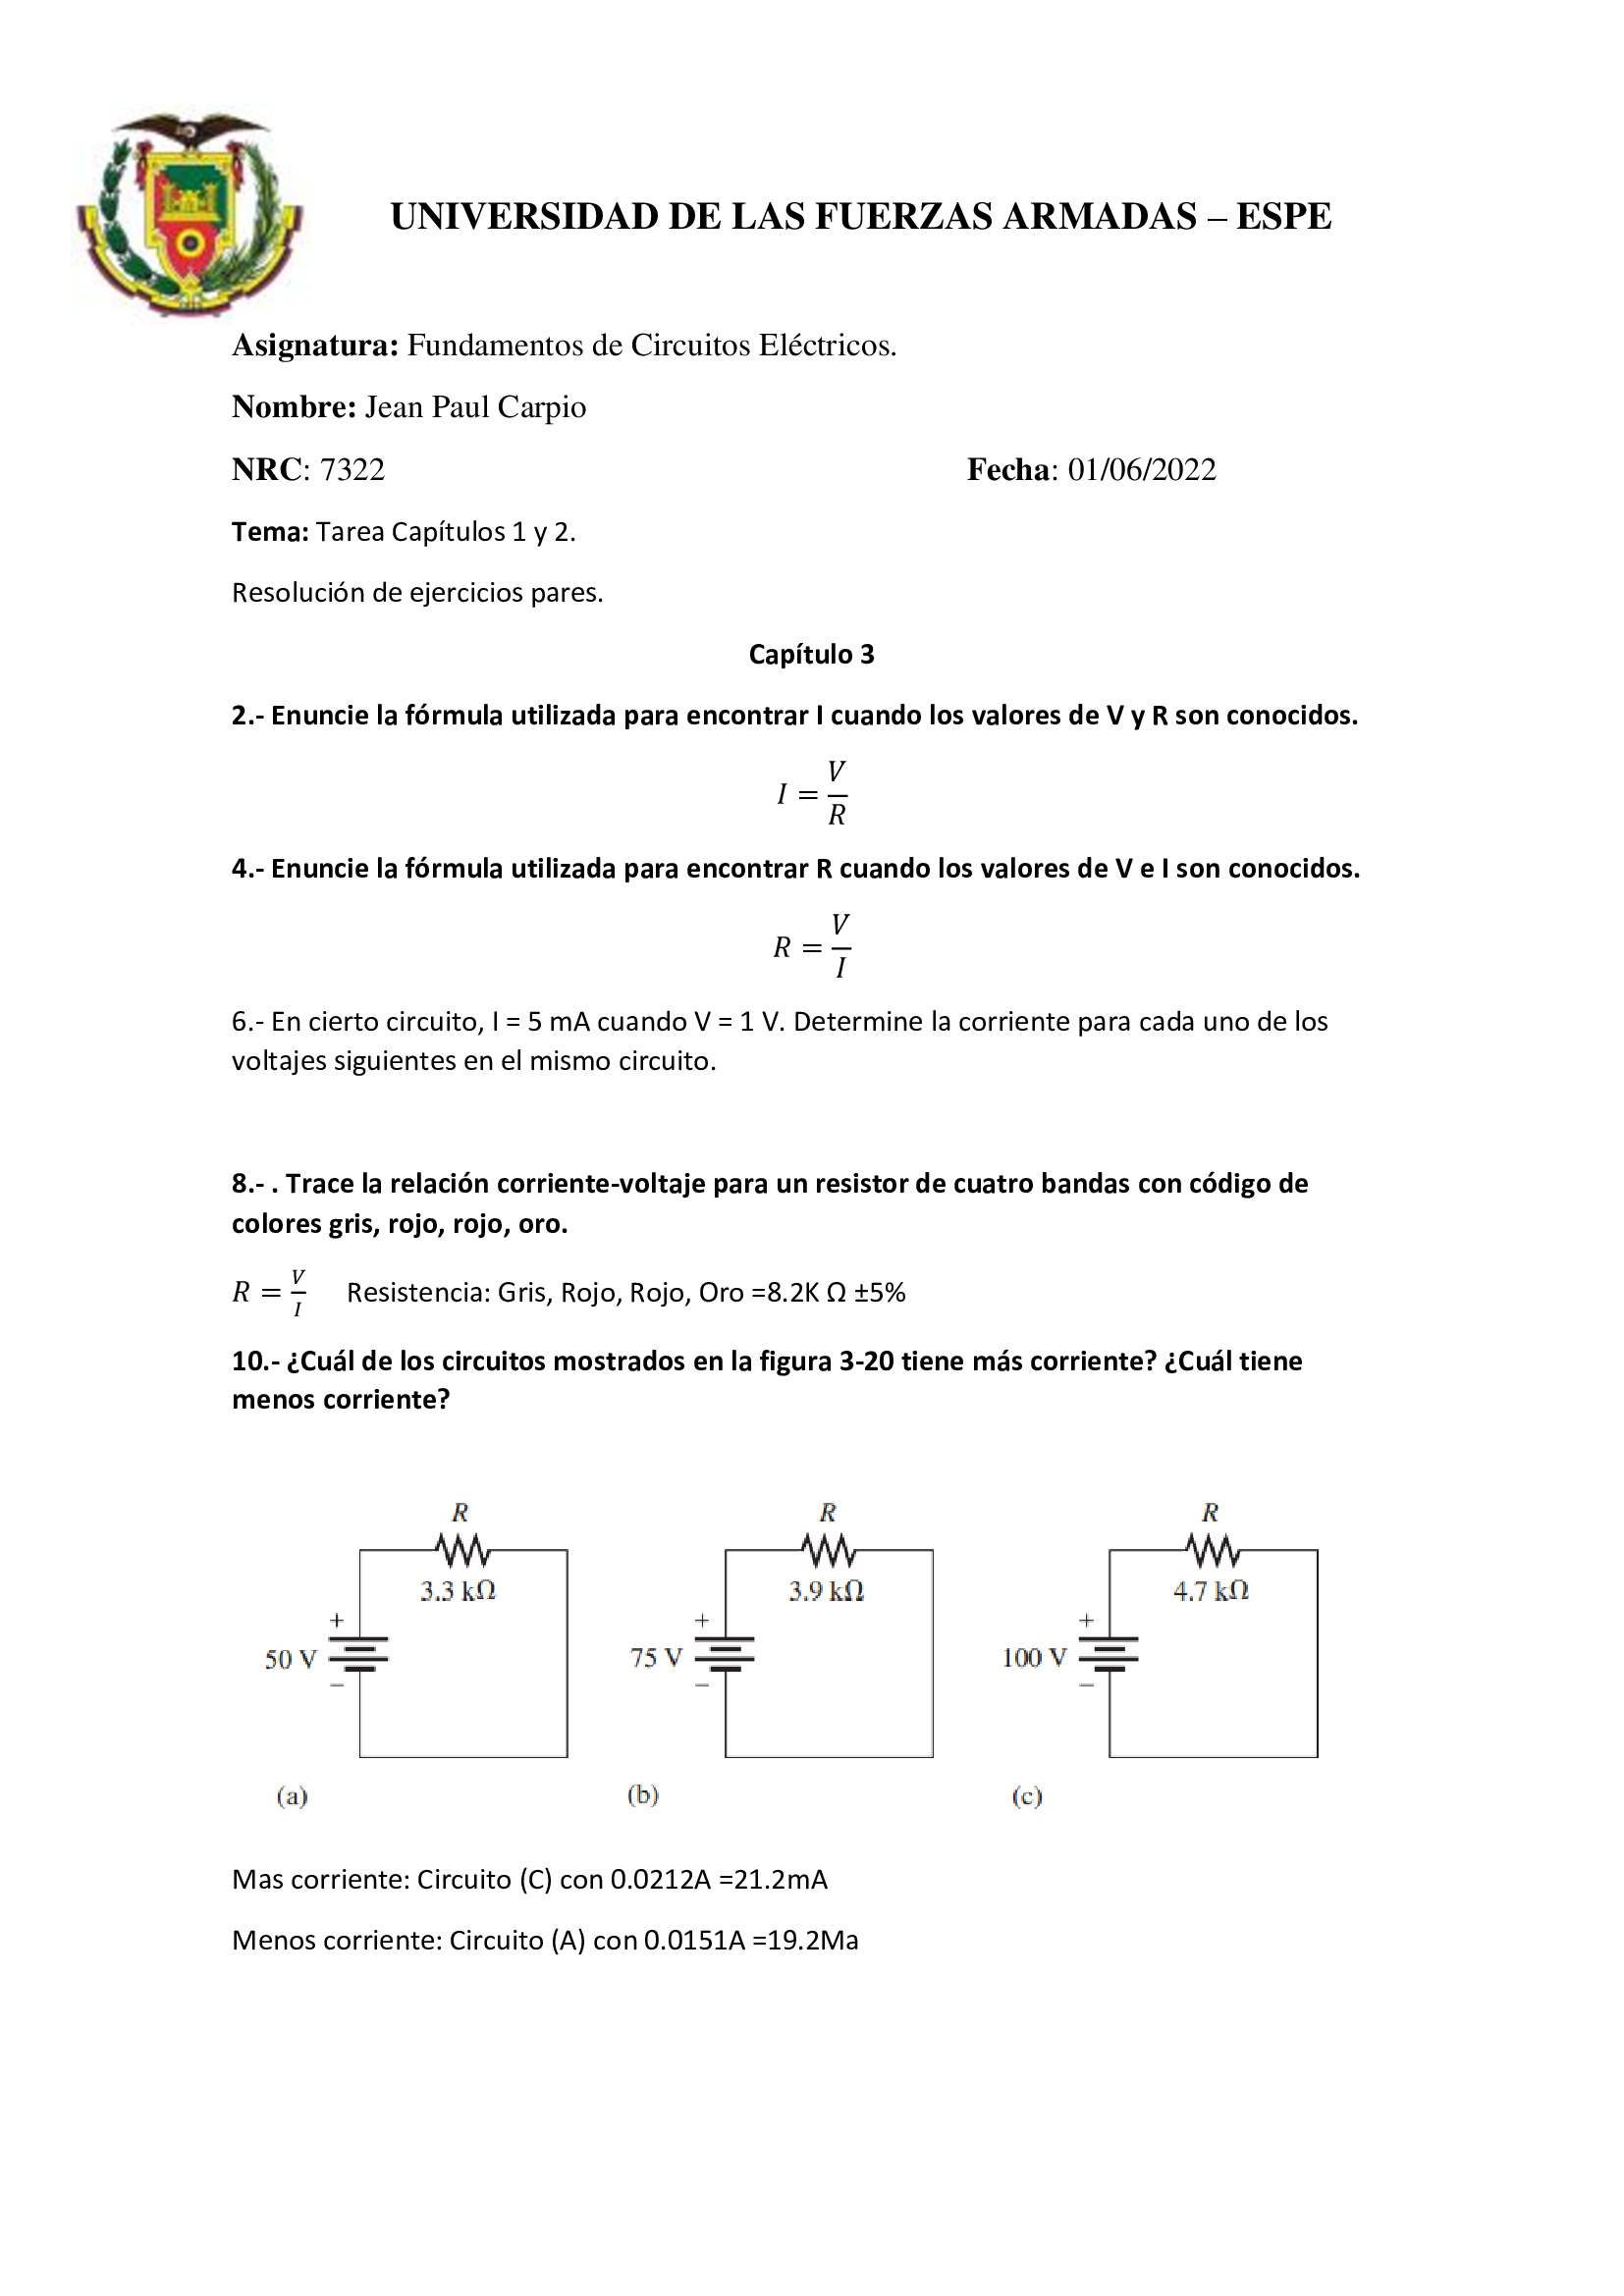 UNIVERSIDAD DE LAS FUERZAS ARMADAS – ESPE
Asignatura: Fundamentos de Circuitos Eléctricos.
Nombre: Jean Paul Carpio
NRC: 7322 Fecha: 01/06/2022
Tema: Tarea Capítulos 1 y 2.
Resolución de ejercicios pares.
Capítulo 3
2.- Enuncie la fórmula utilizada para encontrar I cuando los valores de V y R son conocidos.
I = V/R
4.- Enuncie la fórmula utilizada para encontrar R cuando los valores de V e I son conocidos.
R = V/I
6.- En cierto circuito, I = 5 mA cuando V = 1 V. Determine la corriente para cada uno de los
voltajes siguientes en el mismo circuito.
8.- . Trace la relación corriente-voltaje para un resistor de cuatro bandas con código de
colores gris, rojo, rojo, oro.
R = V/I Resistencia: Gris, Rojo, Rojo, Oro =8.2K Ω ±5%
10.- ¿Cuál de los circuitos mostrados en la figura 3-20 tiene más corriente? ¿Cuál tiene
menos corriente?
R R R
3.3 kΩ 3.9 kΩ 4.7 kΩ
+ + +
50 V 75 V 100 V
– – –
(a) (b) (c)
Mas corriente: Circuito (C) con 0.0212A =21.2mA
Menos corriente: Circuito (A) con 0.0151A =19.2Ma